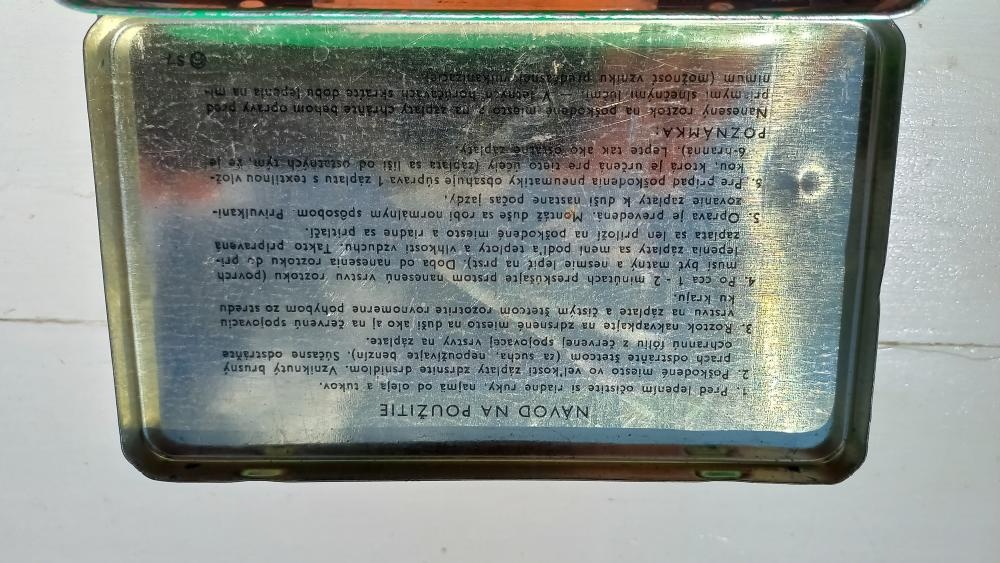 NÁVOD NA POUŽITIE
1. Pred lepením očistite si riadne ruky, najmä od oleja a tukov.
2. Poškodené miesto vo veľkosti záplaty zdrsnite drsnidlom. Vzniknutý brusný
prach odstráňte štetcom (za sucha, nepoužívajte benzín). Súčasne odstráňte
ochrannú fóliu z červenej spojovacej vrstvy na záplate.
3. Roztok nakvapkajte na zdrsnené miesto na duši ako aj na červenú spojovaciu
vrstvu na záplate a čistým štetcom rozotrite rovnomerne pohybom zo stredu
ku kraju.
4. Po cca 1 - 2 minútach preskúšajte prstom nanesenú vrstvu roztoku (povrch
musí byť matný a nesmie lepiť na prst). Doba od nanesenia roztoku do pri-
lepenia záplaty sa mení podľa teploty a vlhkosti vzduchu. Takto pripravená
záplata sa len priloží na poškodené miesto a riadne sa pritlačí.
5. Oprava je prevedená. Montáž duše sa robí normálnym spôsobom. Privulkani-
zovanie záplaty k duši nastane počas jazdy.
6. Pre prípad poškodenia pneumatiky obsahuje súprava 1 záplatu s textilnou vlož-
kou, ktorá je určená pre tieto účely (záplata sa líši od ostatných tým, že je
6-hranná). Lepte tak ako ostatné záplaty.
POZNÁMKA:
Nanesený roztok na poškodené miesto a na záplaty chráňte behom opravy pred
priamymi slnečnými lúčmi. — V letných horúčavách skráťte dobu lepenia na mi-
nimum (možnosť vzniku predčasnej vulkanizácie).